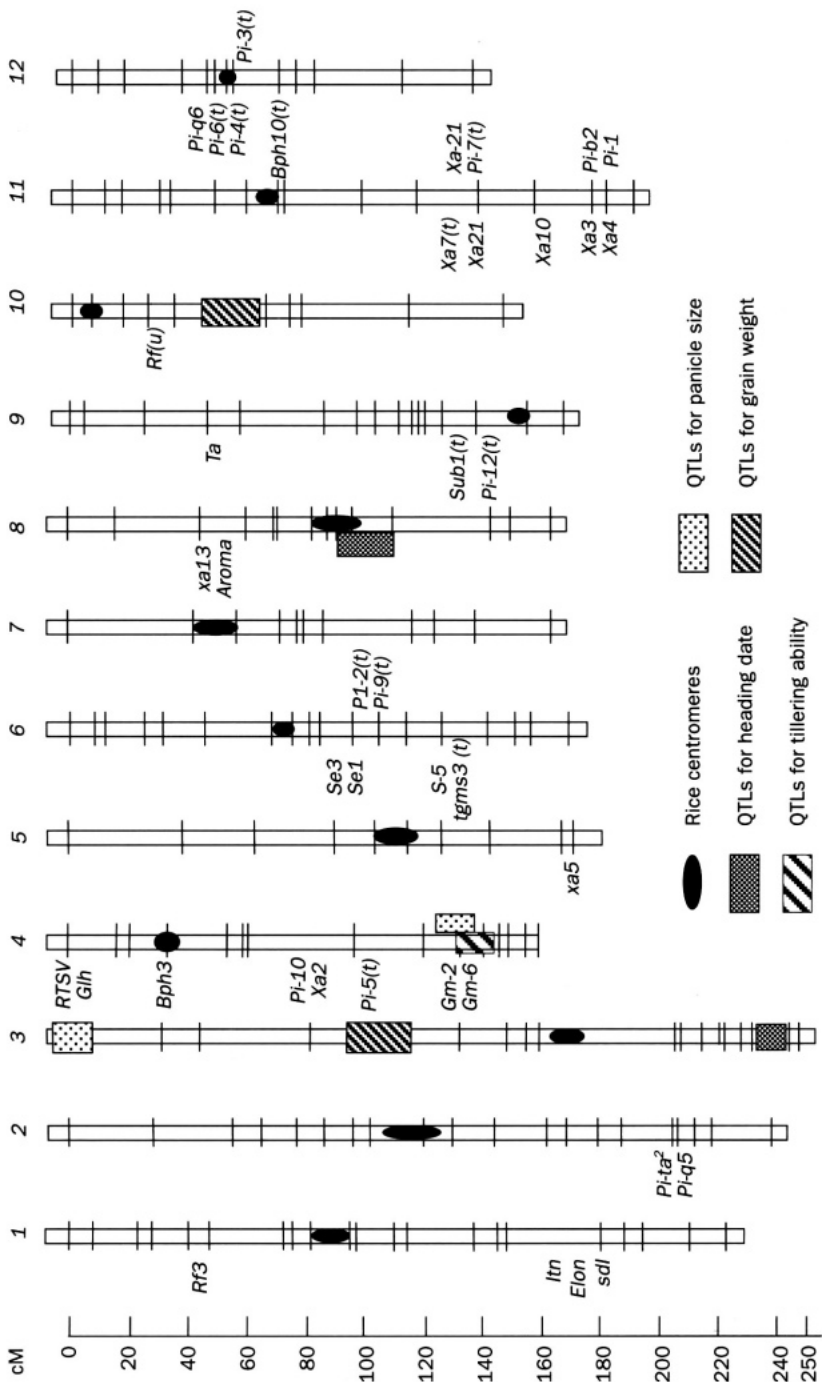 cM 1 2 3 4 5 6 7 8 9 10 11 12
0
20
40
60
80
100
120
140
160
180
200
220
240
250
Rf3
Itn
Elon
sdl
Pi-ta²
Pi-q5
RTSV
Glh
Bph3
Pi-10
Xa2
Pi-5(t)
Gm-2
Gm-6
xa5
Se3
Se1
S-5
tgms3 (t)
P1-2(t)
Pi-9(t)
xa13
Aroma
Ta
Sub1(t)
Pi-12(t)
Rf(u)
Xa7(t)
Xa21
Xa10
Xa3
Xa4
Pi-q6
Pi-6(t)
Pi-4(t)
Bph10(t)
Xa-21
Pi-7(t)
Pi-b2
Pi-1
Pi-3(t)
Rice centromeres
QTLs for heading date
QTLs for tillering ability
QTLs for panicle size
QTLs for grain weight